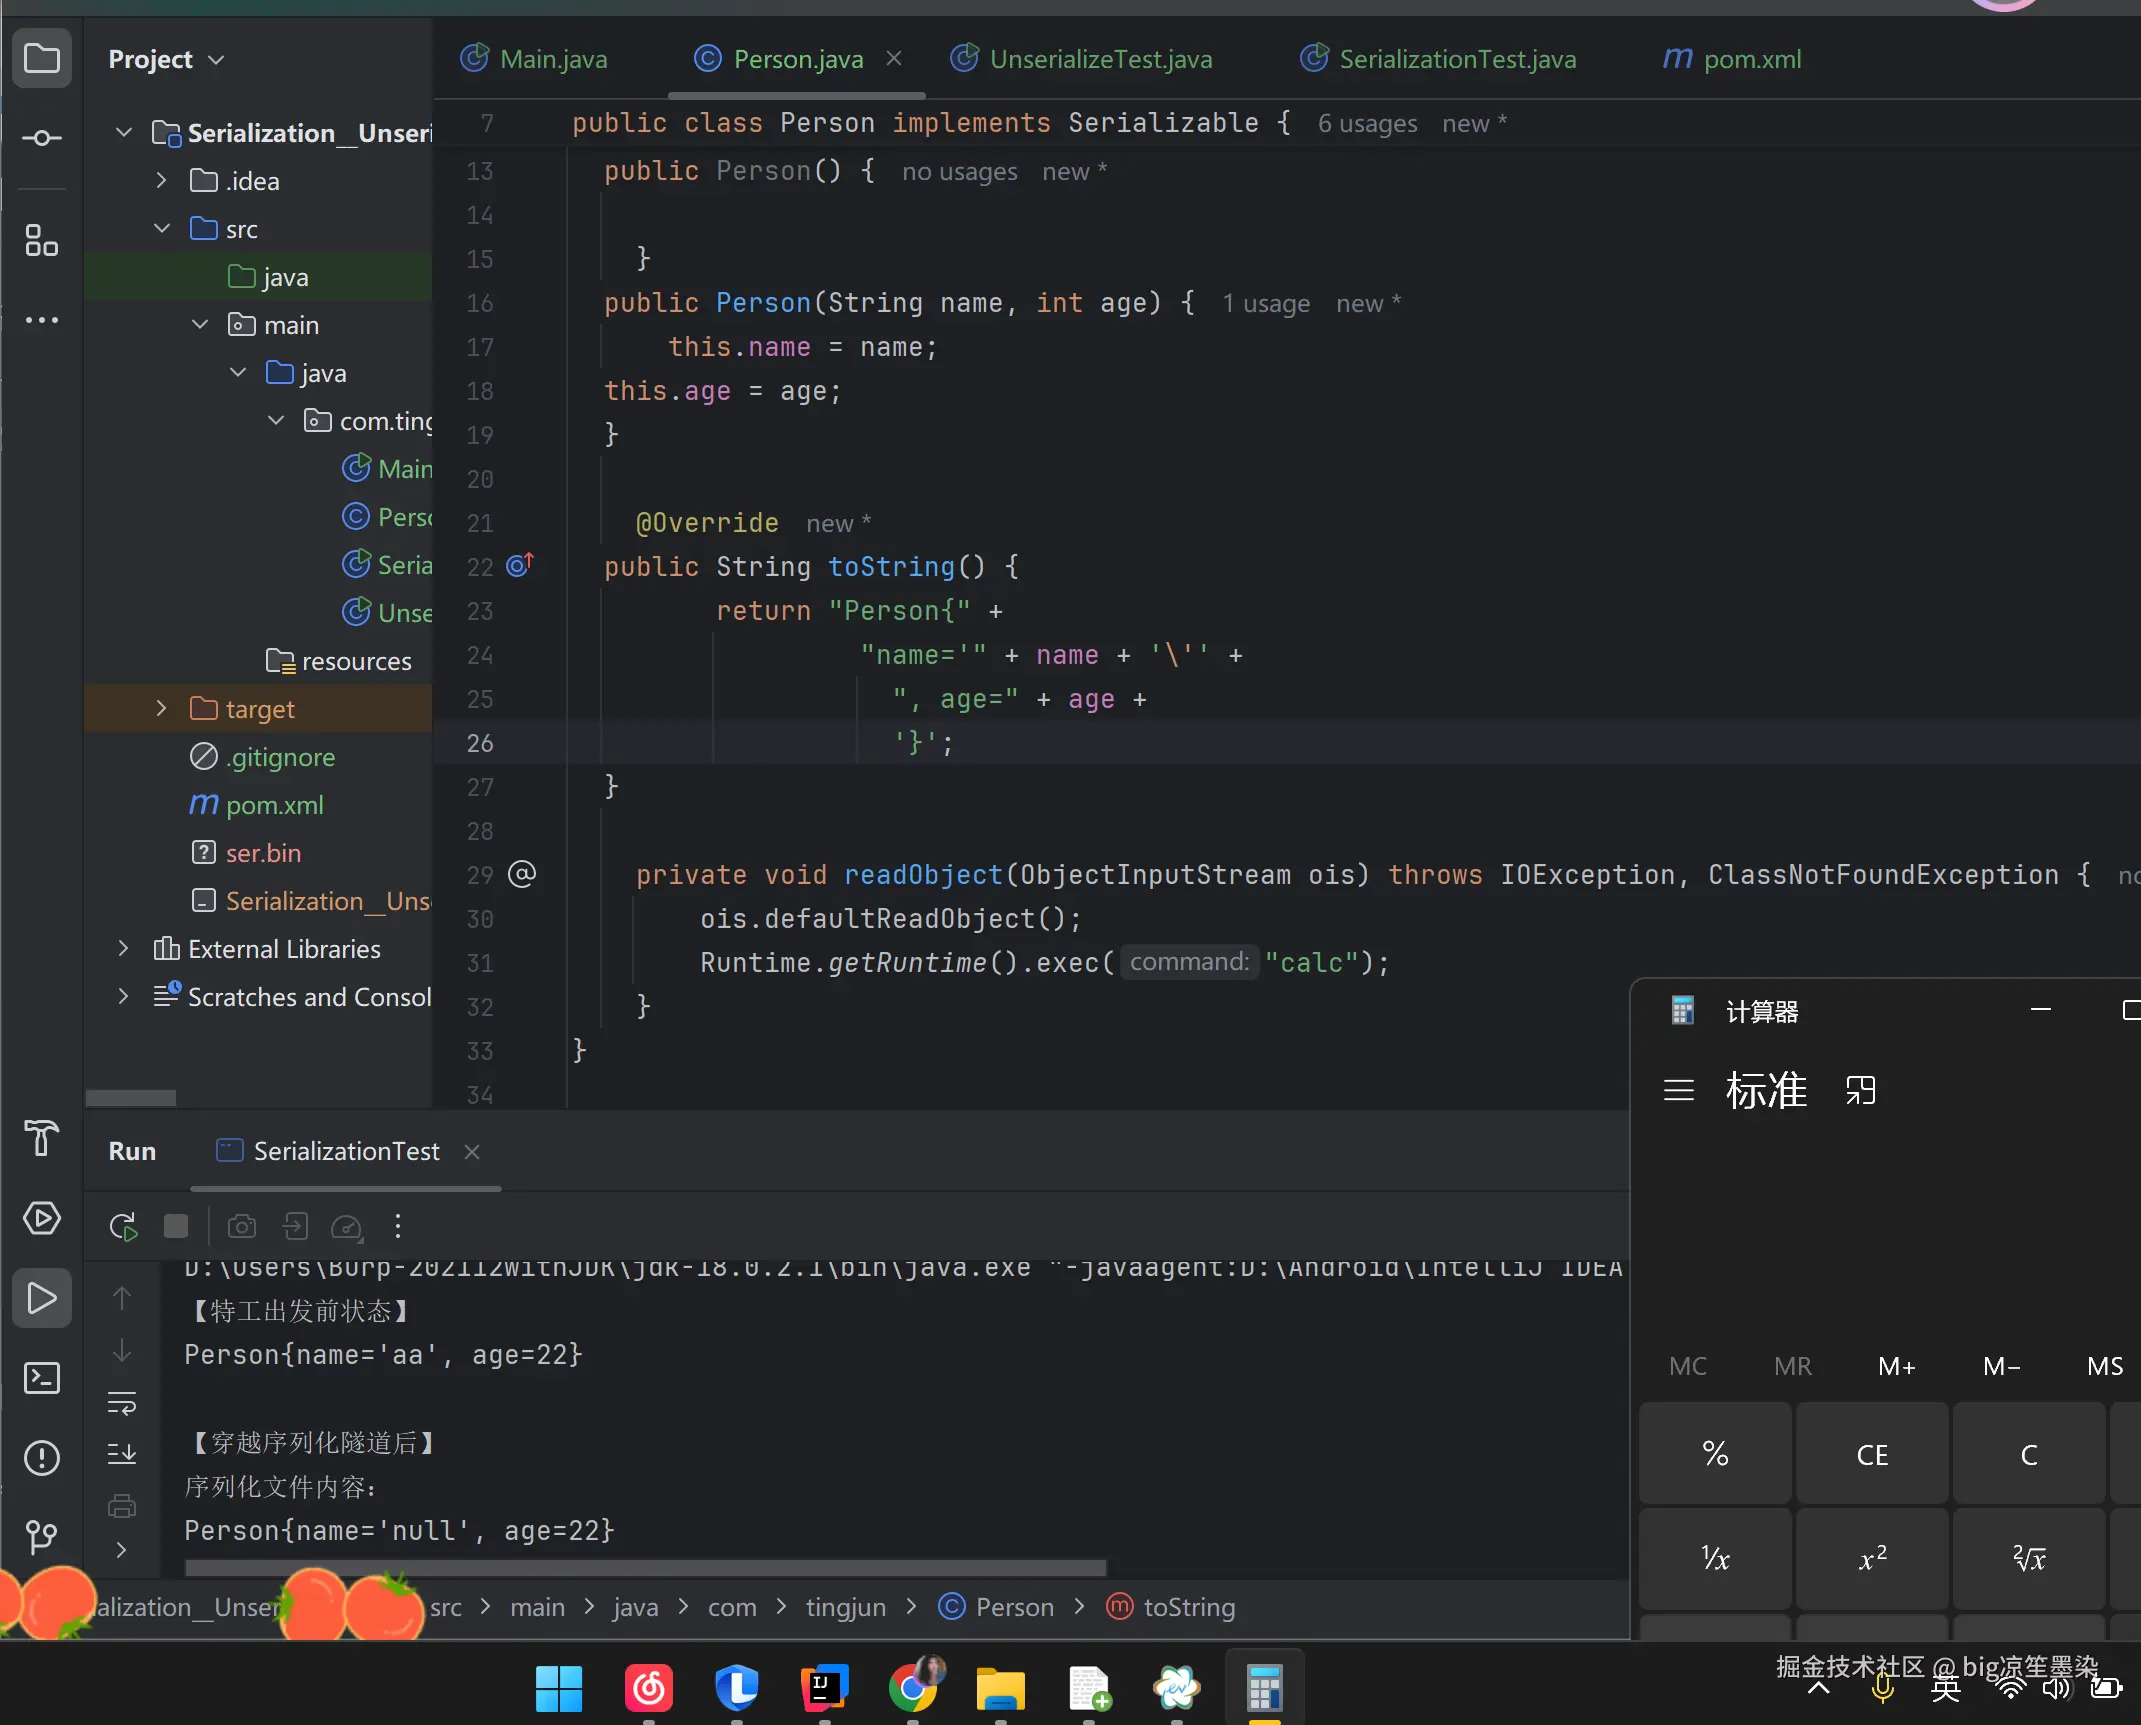 Project
Main.java
Person.java
UnserializeTest.java
SerializationTest.java
m pom.xml
Serialization__Unseri
.idea
src
java
main
java
com.ting
Main
Perso
Seria
Unse
resources
target
.gitignore
m pom.xml
ser.bin
Serialization__Uns
External Libraries
Scratches and Consol
7 public class Person implements Serializable { 6 usages new *
13 public Person() { no usages new *
14
15 }
16 public Person(String name, int age) { 1 usage new *
17 this.name = name;
18 this.age = age;
19 }
20
21 @Override new *
22 public String toString() {
23 return "Person{" +
24 "name='" + name + '\'' +
25 ", age=" + age +
26 '}';
27 }
28
29 private void readObject(ObjectInputStream ois) throws IOException, ClassNotFoundException { no
30 ois.defaultReadObject();
31 Runtime.getRuntime().exec( command: "calc");
32 }
33 }
34
Run
SerializationTest
D:\Users\Burp-202112WithJDK\jdk-18.0.2.1\bin\java.exe "-javaagent:D:\Android\IntelliJ IDEA
【特工出发前状态】
Person{name='aa', age=22}
【穿越序列化隧道后】
序列化文件内容：
Person{name='null', age=22}
ialization__Unser
src > main > java > com > tingjun > Person > toString
计算器
标准
MC MR M+ M− MS
% CE C
¹/x x² ²√x
掘金技术社区 @ big凉笙墨染
英